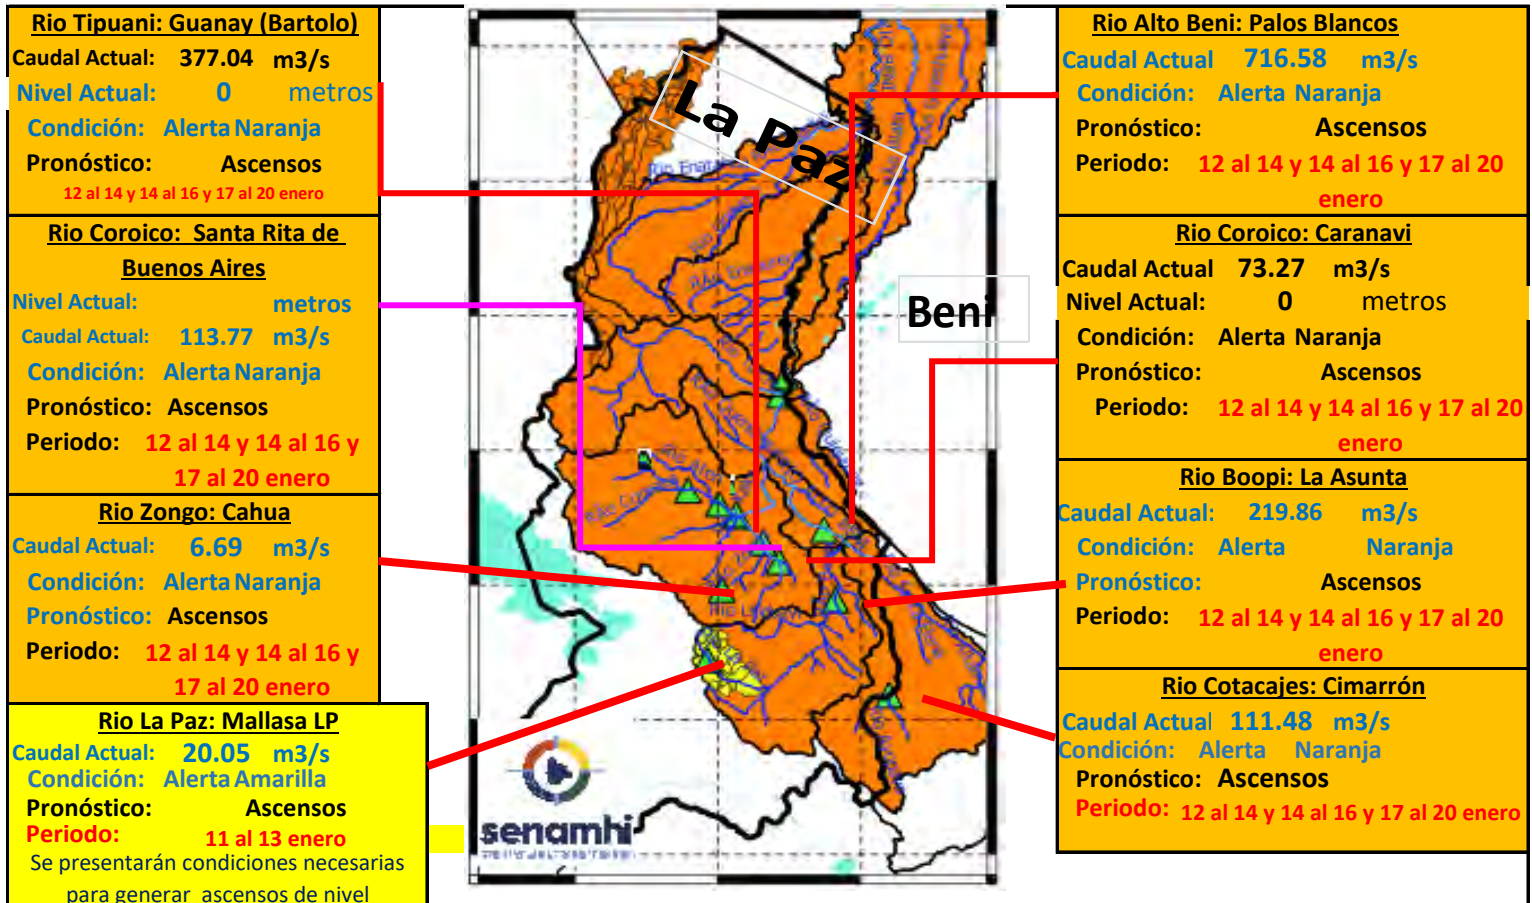 Rio Tipuani: Guanay (Bartolo)
Caudal Actual: 377.04 m3/s
Nivel Actual: 0 metros
Condición: Alerta Naranja
Pronóstico: Ascensos
12 al 14 y 14 al 16 y 17 al 20 enero
Rio Coroico: Santa Rita de
Buenos Aires
Nivel Actual: metros
Caudal Actual: 113.77 m3/s
Condición: Alerta Naranja
Pronóstico: Ascensos
Periodo: 12 al 14 y 14 al 16 y
17 al 20 enero
Rio Zongo: Cahua
Caudal Actual: 6.69 m3/s
Condición: Alerta Naranja
Pronóstico: Ascensos
Periodo: 12 al 14 y 14 al 16 y
17 al 20 enero
Rio La Paz: Mallasa LP
Caudal Actual: 20.05 m3/s
Condición: Alerta Amarilla
Pronóstico: Ascensos
Periodo: 11 al 13 enero
Se presentarán condiciones necesarias
para generar ascensos de nivel
La Paz
Beni
senamhi
Rio Alto Beni: Palos Blancos
Caudal Actual 716.58 m3/s
Condición: Alerta Naranja
Pronóstico: Ascensos
Periodo: 12 al 14 y 14 al 16 y 17 al 20
enero
Rio Coroico: Caranavi
Caudal Actual 73.27 m3/s
Nivel Actual: 0 metros
Condición: Alerta Naranja
Pronóstico: Ascensos
Periodo: 12 al 14 y 14 al 16 y 17 al 20
enero
Rio Boopi: La Asunta
Caudal Actual: 219.86 m3/s
Condición: Alerta Naranja
Pronóstico: Ascensos
Periodo: 12 al 14 y 14 al 16 y 17 al 20
enero
Rio Cotacajes: Cimarrón
Caudal Actual 111.48 m3/s
Condición: Alerta Naranja
Pronóstico: Ascensos
Periodo: 12 al 14 y 14 al 16 y 17 al 20 enero